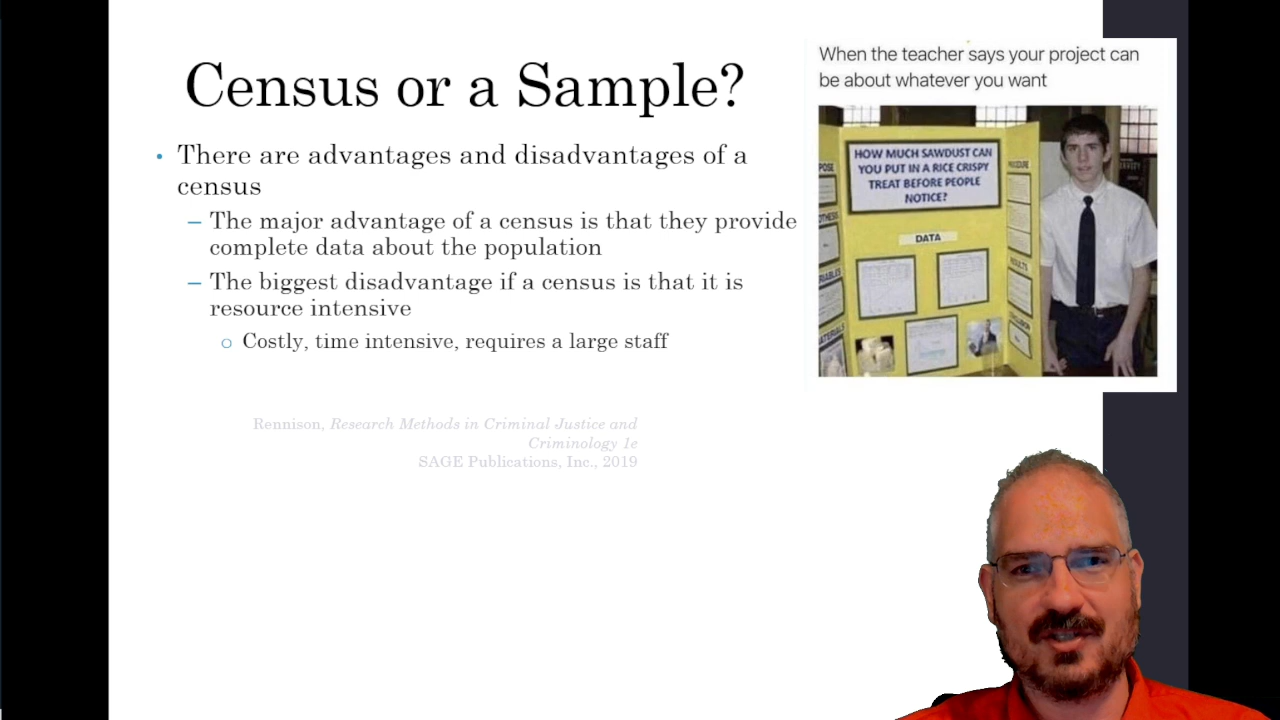 Census or a Sample?
• There are advantages and disadvantages of a
census
– The major advantage of a census is that they provide
complete data about the population
– The biggest disadvantage if a census is that it is
resource intensive
o Costly, time intensive, requires a large staff
Rennison, Research Methods in Criminal Justice and
Criminology 1e
SAGE Publications, Inc., 2019
When the teacher says your project can
be about whatever you want
HOW MUCH SAWDUST CAN
YOU PUT IN A RICE CRISPY
TREAT BEFORE PEOPLE
NOTICE?
DATA